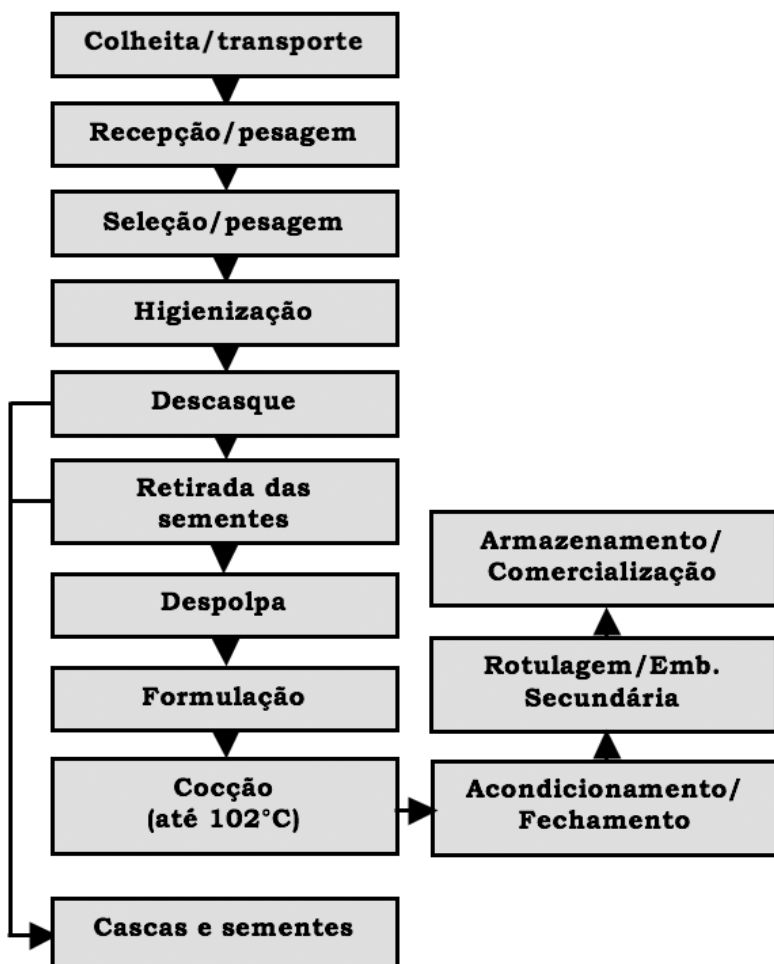 Colheita/transporte
Recepção/pesagem
Seleção/pesagem
Higienização
Descasque
Retirada das
sementes
Despolpa
Formulação
Cocção
(até 102°C)
Cascas e sementes
Acondicionamento/
Fechamento
Rotulagem/Emb.
Secundária
Armazenamento/
Comercialização